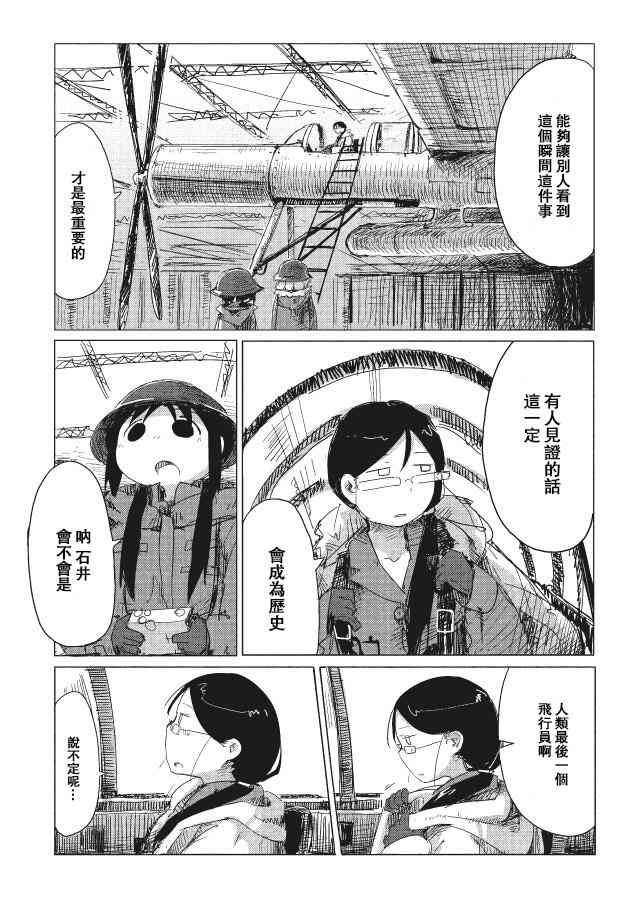 能夠讓別人看到
這個瞬間這件事
才是最重要的
有人見證的話
這一定
會成為歷史
吶 石井
會不會是
人類最後一個
飛行員啊
說不定呢…